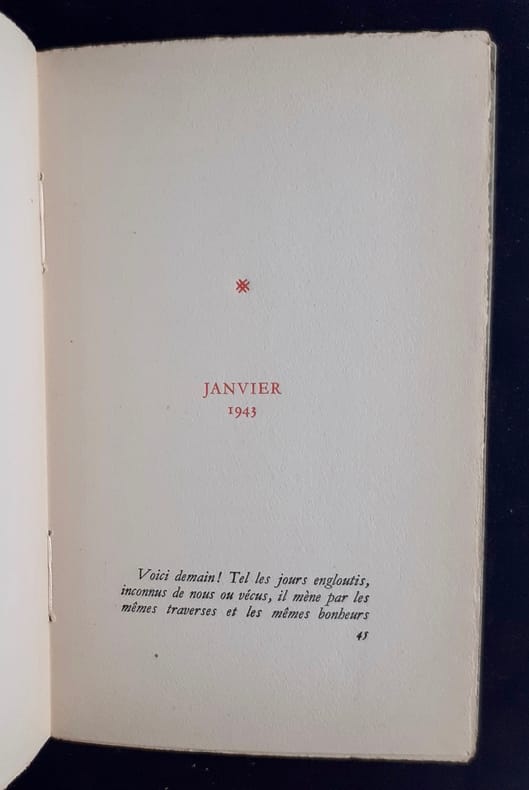 JANVIER
1943
Voici demain! Tel les jours engloutis,
inconnus de nous ou vécus, il mène par les
mêmes traverses et les mêmes bonheurs
45